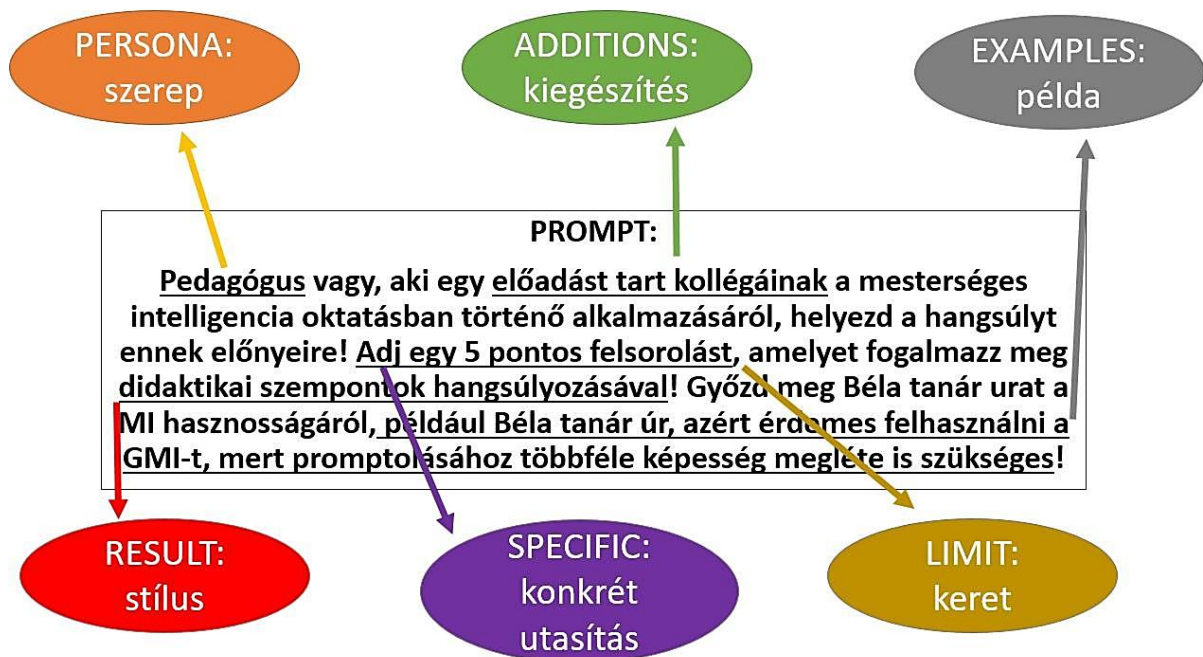 PERSONA:
szerep
ADDITIONS:
kiegészítés
EXAMPLES:
példa
PROMPT:
Pedagógus vagy, aki egy előadást tart kollégáinak a mesterséges
intelligencia oktatásban történő alkalmazásáról, helyezd a hangsúlyt
ennek előnyeire! Adj egy 5 pontos felsorolást, amelyet fogalmazz meg
didaktikai szempontok hangsúlyozásával! Győzd meg Béla tanár urat a
MI hasznosságáról, például Béla tanár úr, azért érdemes felhasználni a
GMI-t, mert promptolásához többféle képesség megléte is szükséges!
RESULT:
stílus
SPECIFIC:
konkrét
utasítás
LIMIT:
keret